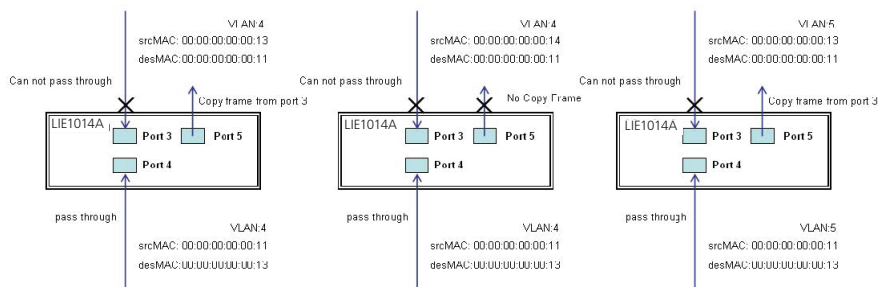 VLAN:4
srcMAC: 00:00:00:00:00:13
desMAC:00:00:00:00:00:11
Can not pass through
Copy frame from port 3
LIE1014A
Port 3
Port 5
Port 4
pass through
VLAN:4
srcMAC: 00:00:00:00:00:11
desMAC:00:00:00:00:00:13
VLAN:4
srcMAC: 00:00:00:00:00:14
desMAC:00:00:00:00:00:11
Can not pass through
No Copy Frame
LIE1014A
Port 3
Port 5
Port 4
pass through
VLAN:4
srcMAC: 00:00:00:00:00:11
desMAC:00:00:00:00:00:13
VLAN:5
srcMAC: 00:00:00:00:00:13
desMAC:00:00:00:00:00:11
Can not pass through
Copy frame from port 3
LIE1014A
Port 3
Port 5
Port 4
pass through
VLAN:5
srcMAC: 00:00:00:00:00:11
desMAC:00:00:00:00:00:13